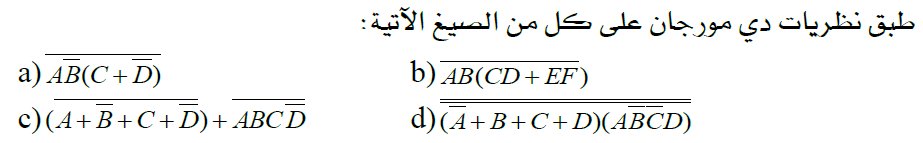 طبق نظريات دي مورجان على كل من الصيغ الآتية:
a) \overline{A\overline{B}(C+\overline{D})} b) \overline{AB(CD+EF)}
c) \overline{(A+\overline{B}+C+\overline{D})}+\overline{ABC\overline{D}} d) \overline{\overline{(\overline{A}+B+C+D)(A\overline{B}\overline{C}D)}}